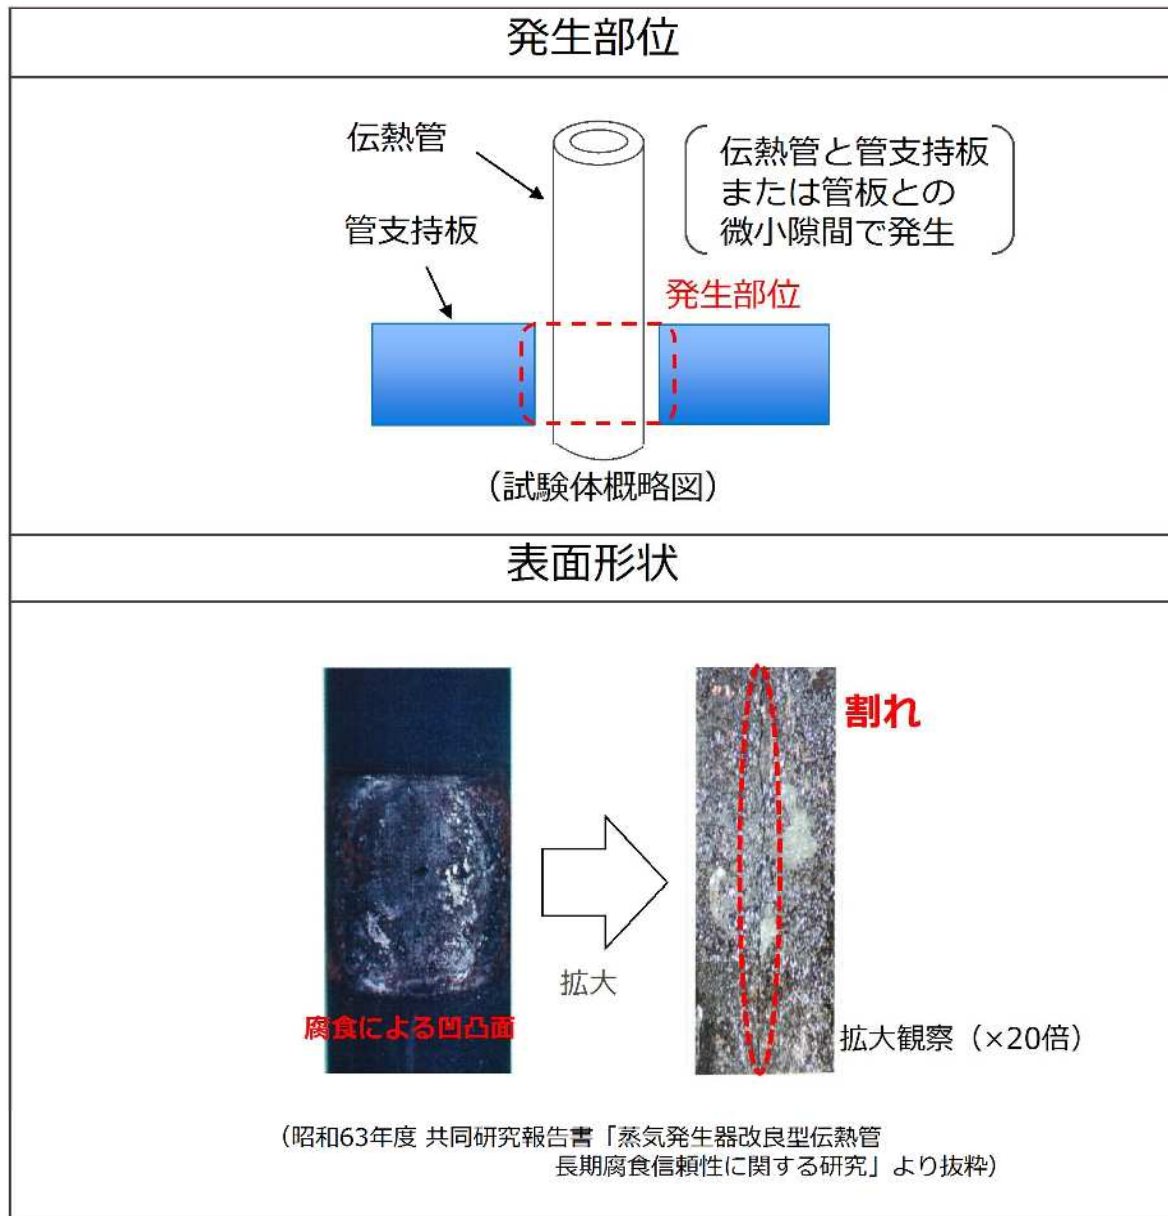 発生部位
伝熱管
管支持板
伝熱管と管支持板
または管板との
微小隙間で発生
発生部位
（試験体概略図）
表面形状
割れ
拡大
腐食による凹凸面
拡大観察（×20倍）
（昭和63年度 共同研究報告書「蒸気発生器改良型伝熱管
長期腐食信頼性に関する研究」より抜粋）